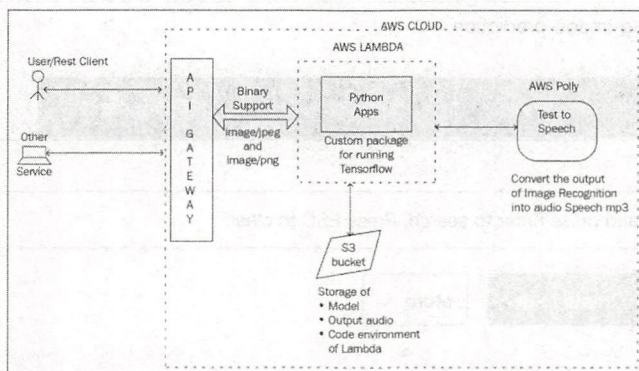 AWS CLOUD
User/Rest Client
AWS LAMBDA
A
P
I
G
A
T
E
W
A
Y
Binary
Support
image/jpeg
and
image/png
Python
Apps
Custom package
for running
Tensorflow
AWS Polly
Test to
Speech
Convert the output
of Image Recognition
into audio Speech mp3
Other
Service
S3
bucket
Storage of
• Model
• Output audio
• Code environment
of Lambda